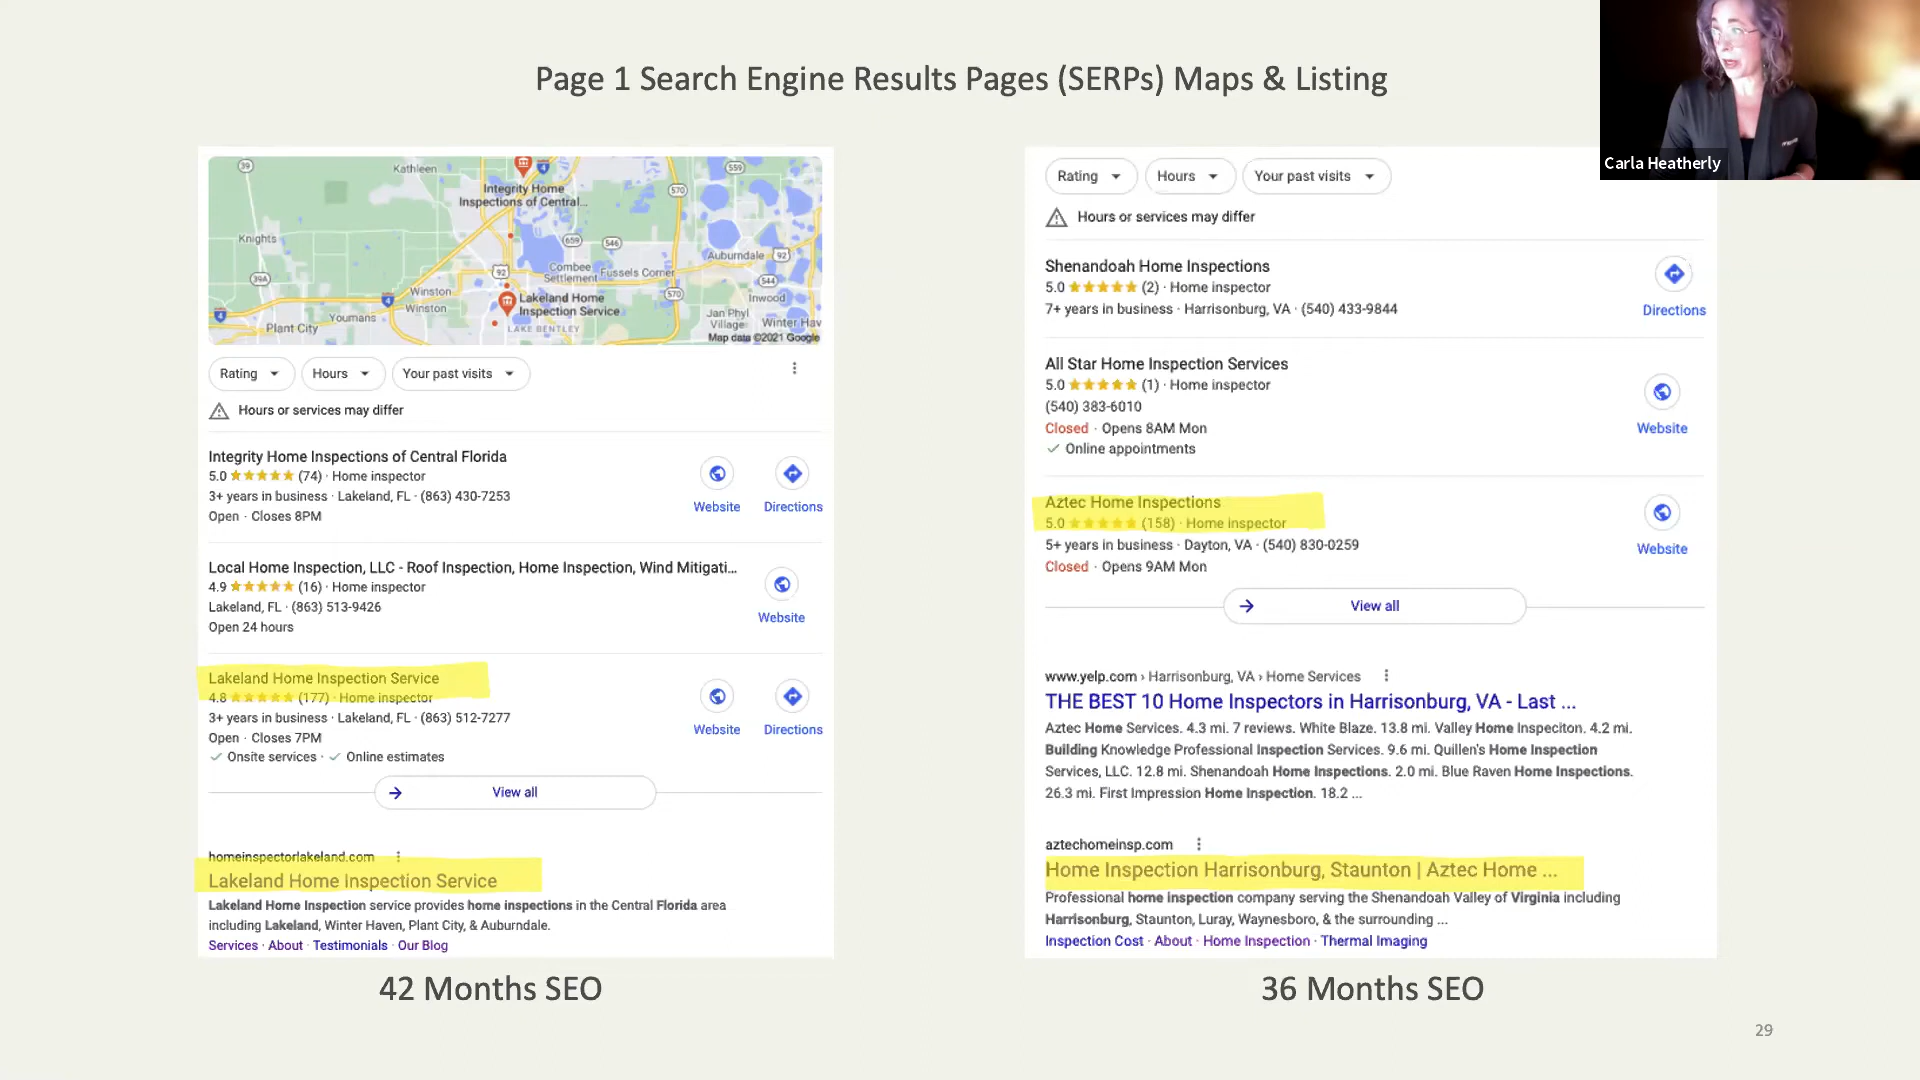 Page 1 Search Engine Results Pages (SERPs) Maps & Listing
Carla Heatherly
39
Kathleen
4
559
Integrity Home
Inspections of Central...
570
Knights
659
546
Auburndale
92
39A
92
Combee
Settlement
Fussels Corner
544
Winston
4
Winston
Lakeland Home
Inspection Service
570
Inwood
4
Youmans
Plant City
LAKE BENTLEY
Jan Phyl
Village
Winter Hav
Map data ©2021 Google
Rating
Hours
Your past visits
Hours or services may differ
Integrity Home Inspections of Central Florida
5.0 (74) · Home inspector
3+ years in business · Lakeland, FL · (863) 430-7253
Open · Closes 8PM
Website
Directions
Local Home Inspection, LLC - Roof Inspection, Home Inspection, Wind Mitigati...
4.9 (16) · Home inspector
Lakeland, FL · (863) 513-9426
Open 24 hours
Website
Lakeland Home Inspection Service
4.8 (177) · Home inspector
3+ years in business · Lakeland, FL · (863) 512-7277
Open · Closes 7PM
Onsite services · Online estimates
Website
Directions
View all
homeinspectorlakeland.com
Lakeland Home Inspection Service
Lakeland Home Inspection service provides home inspections in the Central Florida area
including Lakeland, Winter Haven, Plant City, & Auburndale.
Services · About · Testimonials · Our Blog
42 Months SEO
Rating
Hours
Your past visits
Hours or services may differ
Shenandoah Home Inspections
5.0 (2) · Home inspector
7+ years in business · Harrisonburg, VA · (540) 433-9844
Directions
All Star Home Inspection Services
5.0 (1) · Home inspector
(540) 383-6010
Closed · Opens 8AM Mon
Online appointments
Website
Aztec Home Inspections
5.0 (158) · Home inspector
5+ years in business · Dayton, VA · (540) 830-0259
Closed · Opens 9AM Mon
Website
View all
www.yelp.com › Harrisonburg, VA › Home Services
THE BEST 10 Home Inspectors in Harrisonburg, VA - Last ...
Aztec Home Services. 4.3 mi. 7 reviews. White Blaze. 13.8 mi. Valley Home Inspeciton. 4.2 mi.
Building Knowledge Professional Inspection Services. 9.6 mi. Quillen's Home Inspection
Services, LLC. 12.8 mi. Shenandoah Home Inspections. 2.0 mi. Blue Raven Home Inspections.
26.3 mi. First Impression Home Inspection. 18.2 ...
aztechomeinsp.com
Home Inspection Harrisonburg, Staunton | Aztec Home ...
Professional home inspection company serving the Shenandoah Valley of Virginia including
Harrisonburg, Staunton, Luray, Waynesboro, & the surrounding ...
Inspection Cost · About · Home Inspection · Thermal Imaging
36 Months SEO
29